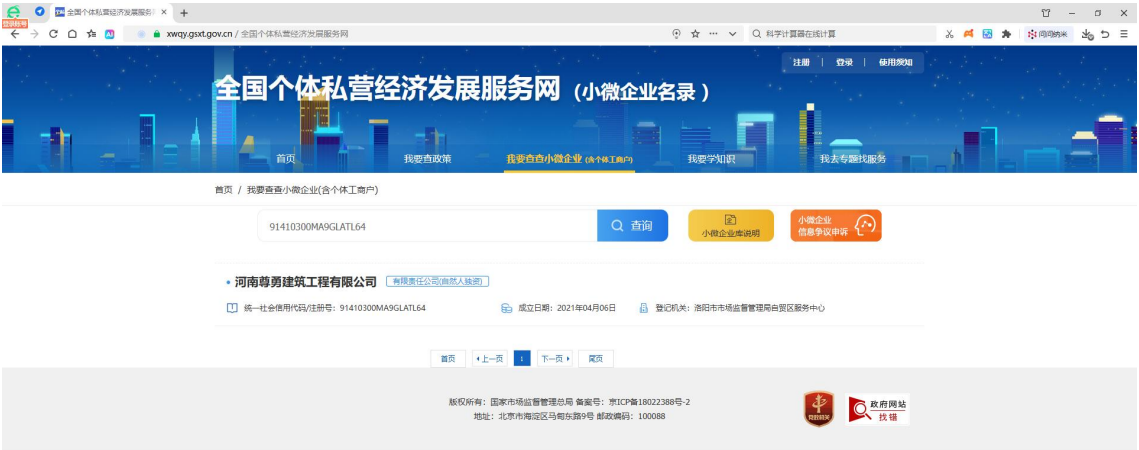 全国个体私营经济发展服务网
登录账号
xwqy.gsxt.gov.cn / 全国个体私营经济发展服务网
科学计算器在线计算
问问纳米
注册 | 登录 | 使用须知
全国个体私营经济发展服务网 (小微企业名录)
首页 我要查政策 我要查查小微企业 (含个体工商户) 我要学知识 我去专题找服务
首页 / 我要查查小微企业(含个体工商户)
91410300MA9GLATL64 查询 小微企业库说明
小微企业
信息争议申诉
• 河南尊勇建筑工程有限公司 有限责任公司(自然人独资)
统一社会信用代码/注册号: 91410300MA9GLATL64 成立日期: 2021年04月06日 登记机关: 洛阳市市场监督管理局自贸区服务中心
首页 上一页 1 下一页 尾页
版权所有: 国家市场监督管理总局 备案号: 京ICP备18022388号-2
地址: 北京市海淀区马甸东路9号 邮政编码: 100088
党政机关
政府网站
找错